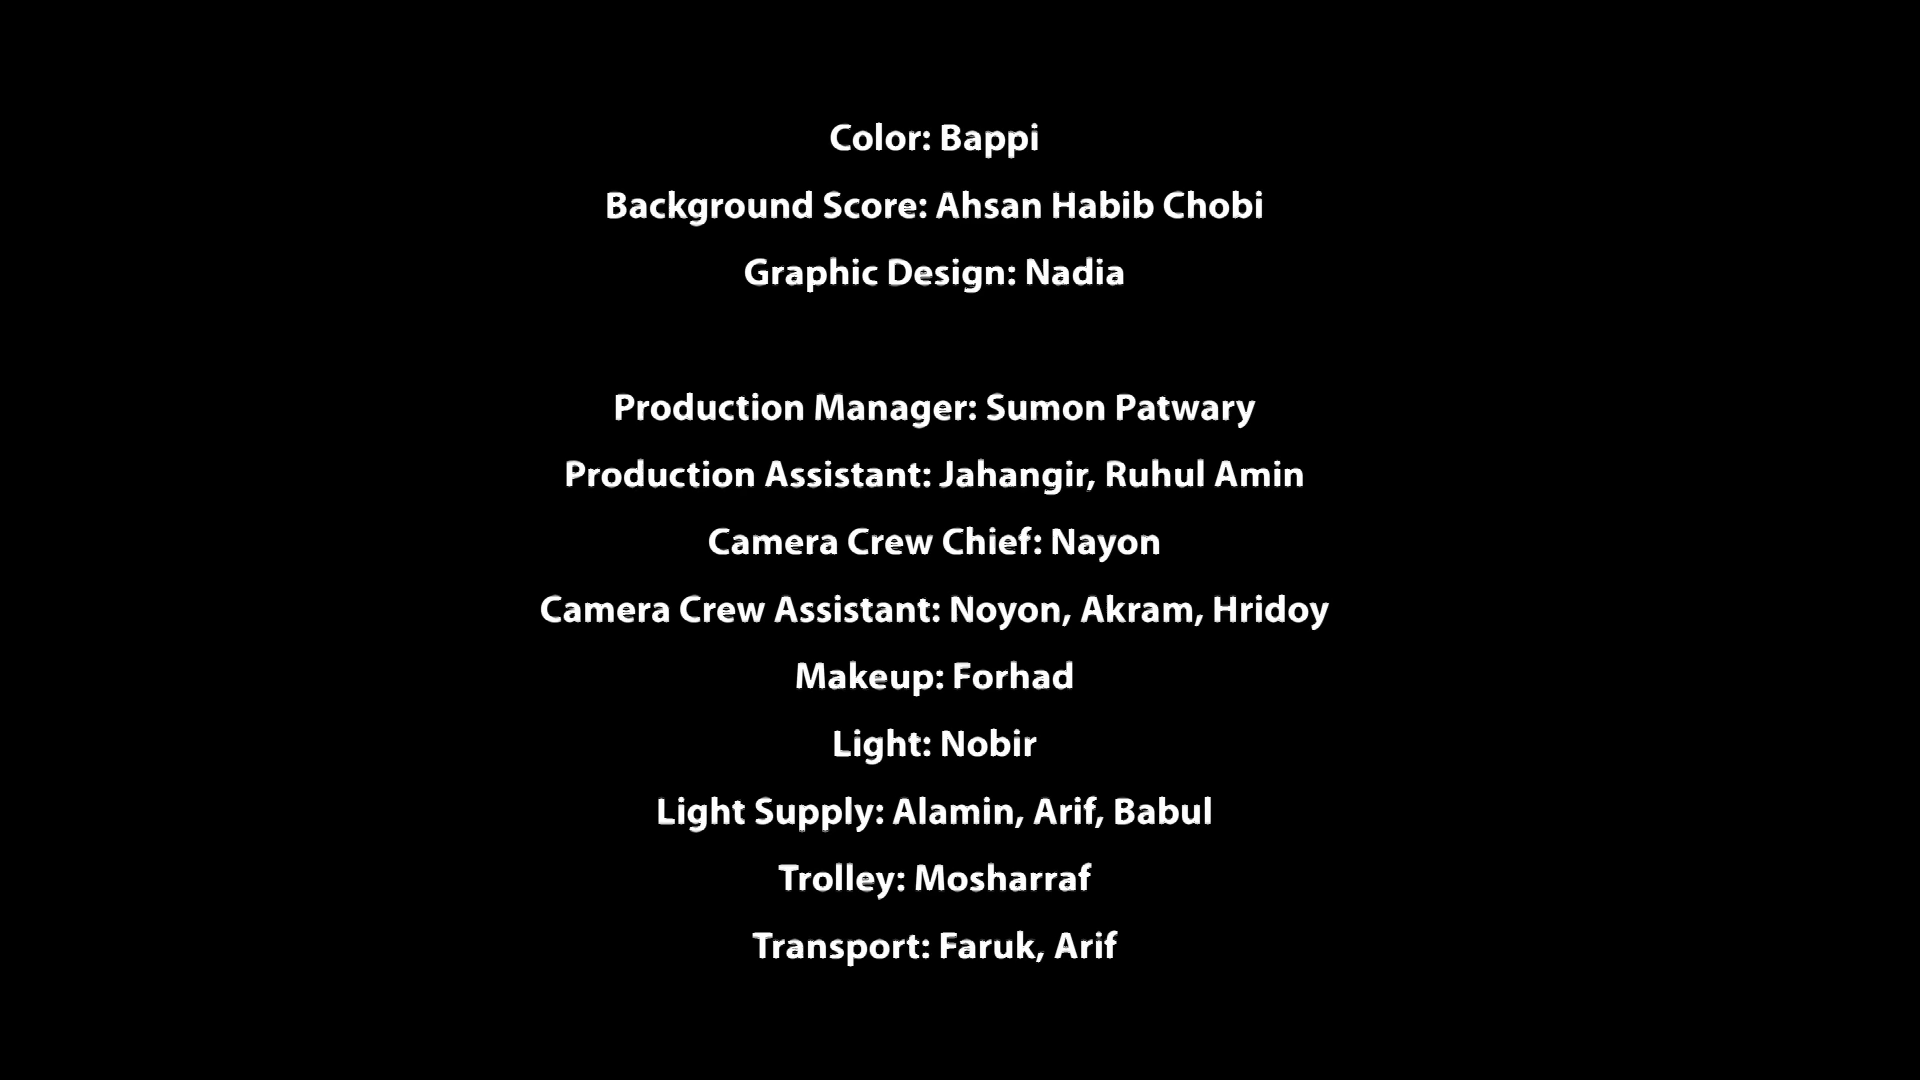 Color: Bappi
Background Score: Ahsan Habib Chobi
Graphic Design: Nadia
Production Manager: Sumon Patwary
Production Assistant: Jahangir, Ruhul Amin
Camera Crew Chief: Nayon
Camera Crew Assistant: Noyon, Akram, Hridoy
Makeup: Forhad
Light: Nobir
Light Supply: Alamin, Arif, Babul
Trolley: Mosharraf
Transport: Faruk, Arif